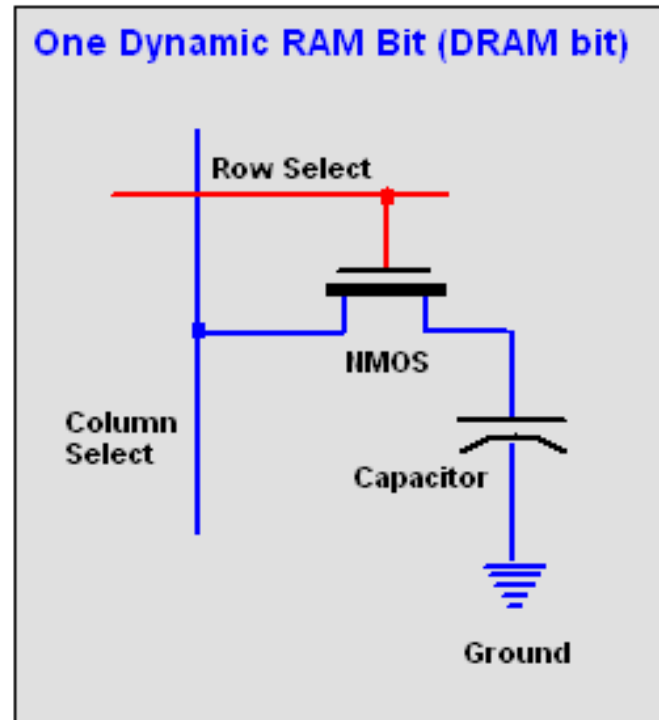 One Dynamic RAM Bit (DRAM bit)
Row Select
NMOS
Column
Select
Capacitor
Ground